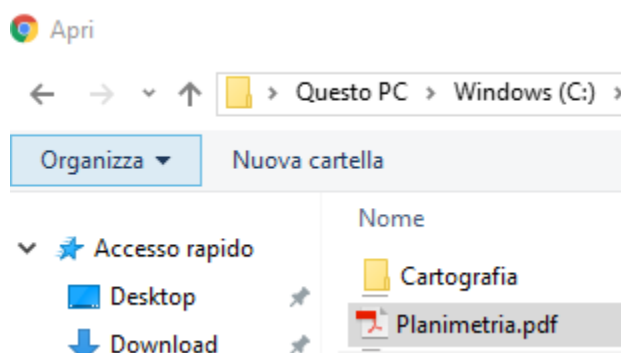 Apri
Questo PC > Windows (C:) >
Organizza Nuova cartella
Nome
Accesso rapido
Cartografia
Desktop
Planimetria.pdf
Download